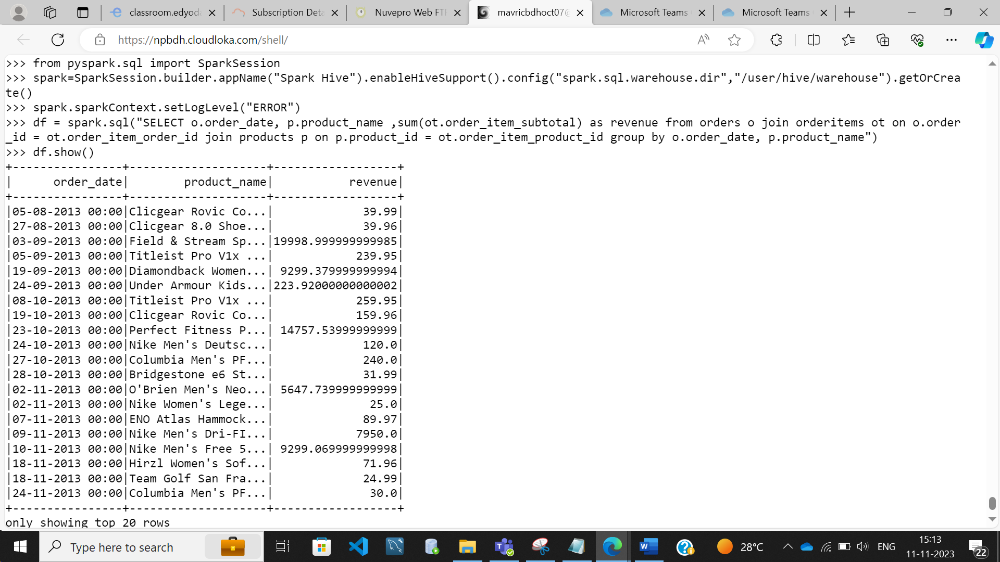 classroom.edyoda
Subscription Deta
Nuvepro Web FTP
mavricbdhoct07@
Microsoft Teams
Microsoft Teams
https://npbdh.cloudloka.com/shell/
>>> from pyspark.sql import SparkSession
>>> spark=SparkSession.builder.appName("Spark Hive").enableHiveSupport().config("spark.sql.warehouse.dir","/user/hive/warehouse").getOrCrea
te()
>>> spark.sparkContext.setLogLevel("ERROR")
>>> df = spark.sql("SELECT o.order_date, p.product_name ,sum(ot.order_item_subtotal) as revenue from orders o join orderitems ot on o.order
_id = ot.order_item_order_id join products p on p.product_id = ot.order_item_product_id group by o.order_date, p.product_name")
>>> df.show()
+----------------+--------------------+------------------+
|      order_date|        product_name|           revenue|
+----------------+--------------------+------------------+
|05-08-2013 00:00|Clicgear Rovic Co...|             39.99|
|27-08-2013 00:00|Clicgear 8.0 Shoe...|             39.96|
|03-09-2013 00:00|Field & Stream Sp...|19998.999999999985|
|05-09-2013 00:00|Titleist Pro V1x ...|            239.95|
|19-09-2013 00:00|Diamondback Women...| 9299.379999999994|
|24-09-2013 00:00|Under Armour Kids...|223.92000000000002|
|08-10-2013 00:00|Titleist Pro V1x ...|            259.95|
|19-10-2013 00:00|Clicgear Rovic Co...|            159.96|
|23-10-2013 00:00|Perfect Fitness P...| 14757.53999999999|
|24-10-2013 00:00|Nike Men's Deutsc...|             120.0|
|27-10-2013 00:00|Columbia Men's PF...|             240.0|
|28-10-2013 00:00|Bridgestone e6 St...|             31.99|
|02-11-2013 00:00|O'Brien Men's Neo...| 5647.739999999999|
|02-11-2013 00:00|Nike Women's Lege...|              25.0|
|07-11-2013 00:00|ENO Atlas Hammock...|             89.97|
|09-11-2013 00:00|Nike Men's Dri-FI...|            7950.0|
|10-11-2013 00:00|Nike Men's Free 5...| 9299.069999999998|
|18-11-2013 00:00|Hirzl Women's Sof...|             71.96|
|18-11-2013 00:00|Team Golf San Fra...|             24.99|
|24-11-2013 00:00|Columbia Men's PF...|              30.0|
+----------------+--------------------+------------------+
only showing top 20 rows
Type here to search
28°C
ENG
15:13
11-11-2023
22